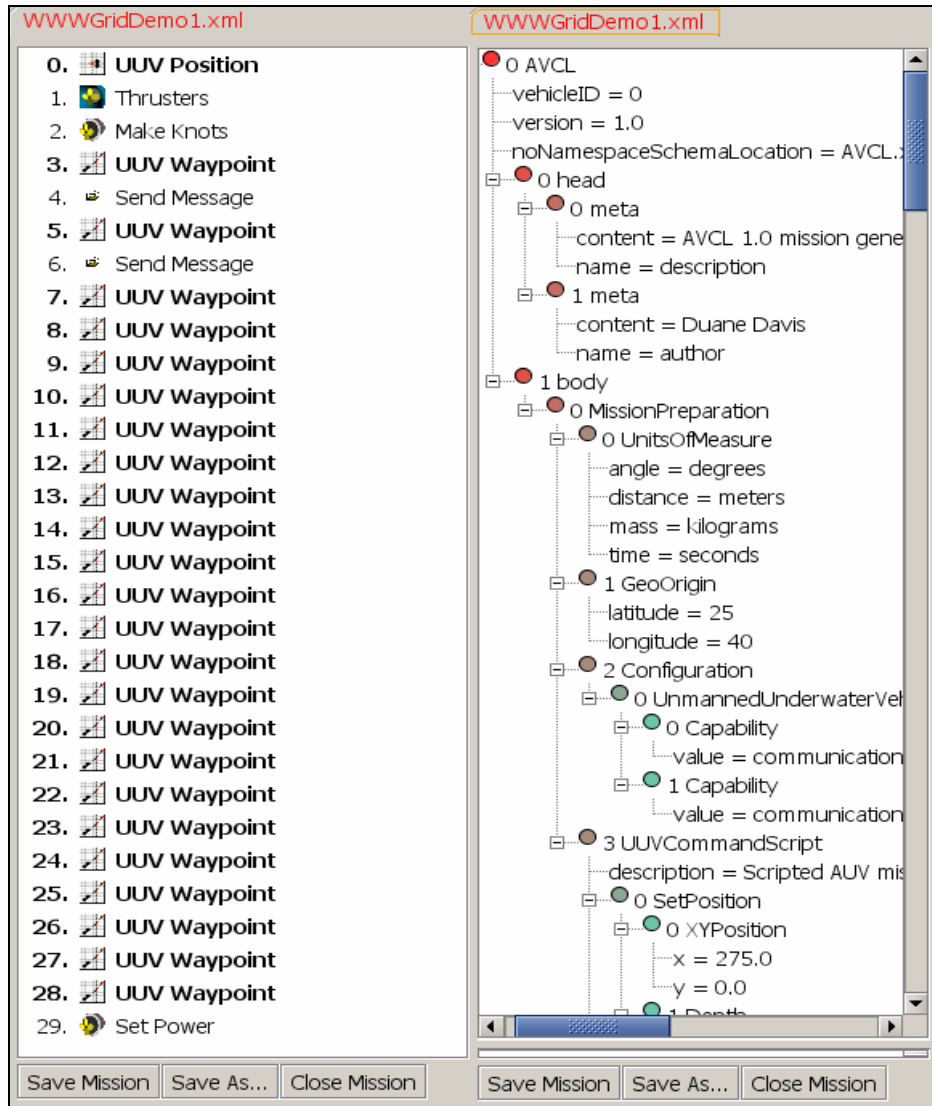 WWWGridDemo1.xml
0. UUV Position
1. Thrusters
2. Make Knots
3. UUV Waypoint
4. Send Message
5. UUV Waypoint
6. Send Message
7. UUV Waypoint
8. UUV Waypoint
9. UUV Waypoint
10. UUV Waypoint
11. UUV Waypoint
12. UUV Waypoint
13. UUV Waypoint
14. UUV Waypoint
15. UUV Waypoint
16. UUV Waypoint
17. UUV Waypoint
18. UUV Waypoint
19. UUV Waypoint
20. UUV Waypoint
21. UUV Waypoint
22. UUV Waypoint
23. UUV Waypoint
24. UUV Waypoint
25. UUV Waypoint
26. UUV Waypoint
27. UUV Waypoint
28. UUV Waypoint
29. Set Power
Save Mission Save As... Close Mission
WWWGridDemo1.xml
0 AVCL
vehicleID = 0
version = 1.0
noNamespaceSchemaLocation = AVCL.x
0 head
0 meta
content = AVCL 1.0 mission gene
name = description
1 meta
content = Duane Davis
name = author
1 body
0 MissionPreparation
0 UnitsOfMeasure
angle = degrees
distance = meters
mass = kilograms
time = seconds
1 GeoOrigin
latitude = 25
longitude = 40
2 Configuration
0 UnmannedUnderwaterVeh
0 Capability
value = communication
1 Capability
value = communication
3 UUVCommandScript
description = Scripted AUV mis
0 SetPosition
0 XYPosition
x = 275.0
y = 0.0
1 Depth
Save Mission Save As... Close Mission